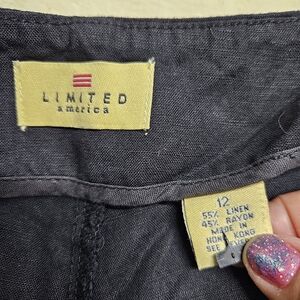 LIMITED
america
12
55% LINEN
45% RAYON
MADE IN
HONG KONG
SEE